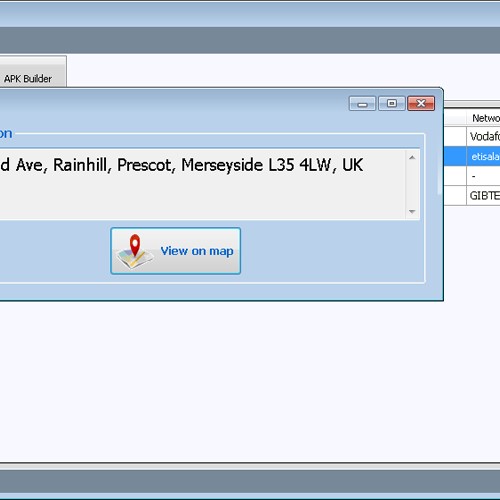 APK Builder
Netwo
on
Vodafo
d Ave, Rainhill, Prescot, Merseyside L35 4LW, UK
etisala
-
GIBTE
View on map